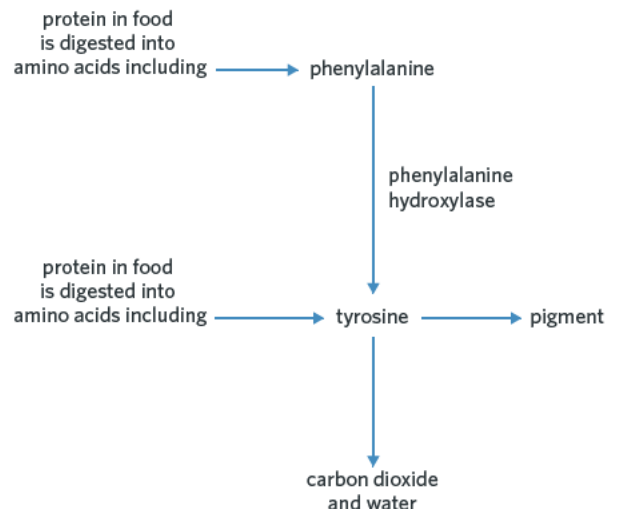 protein in food
is digested into
amino acids including
phenylalanine
phenylalanine
hydroxylase
protein in food
is digested into
amino acids including
tyrosine
pigment
carbon dioxide
and water